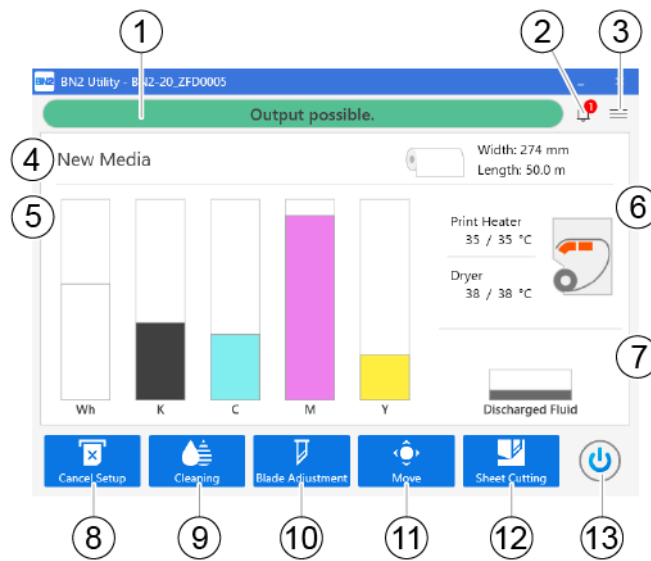 1
2
3
BN2 BN2 Utility - BN2-20_ZFD0005
Output possible.
1
4
New Media
Width: 274 mm
Length: 50.0 m
5
6
Print Heater
35 / 35 °C
Dryer
38 / 38 °C
7
Wh
K
C
M
Y
Discharged Fluid
Cancel Setup
Cleaning
Blade Adjustment
Move
Sheet Cutting
8
9
10
11
12
13